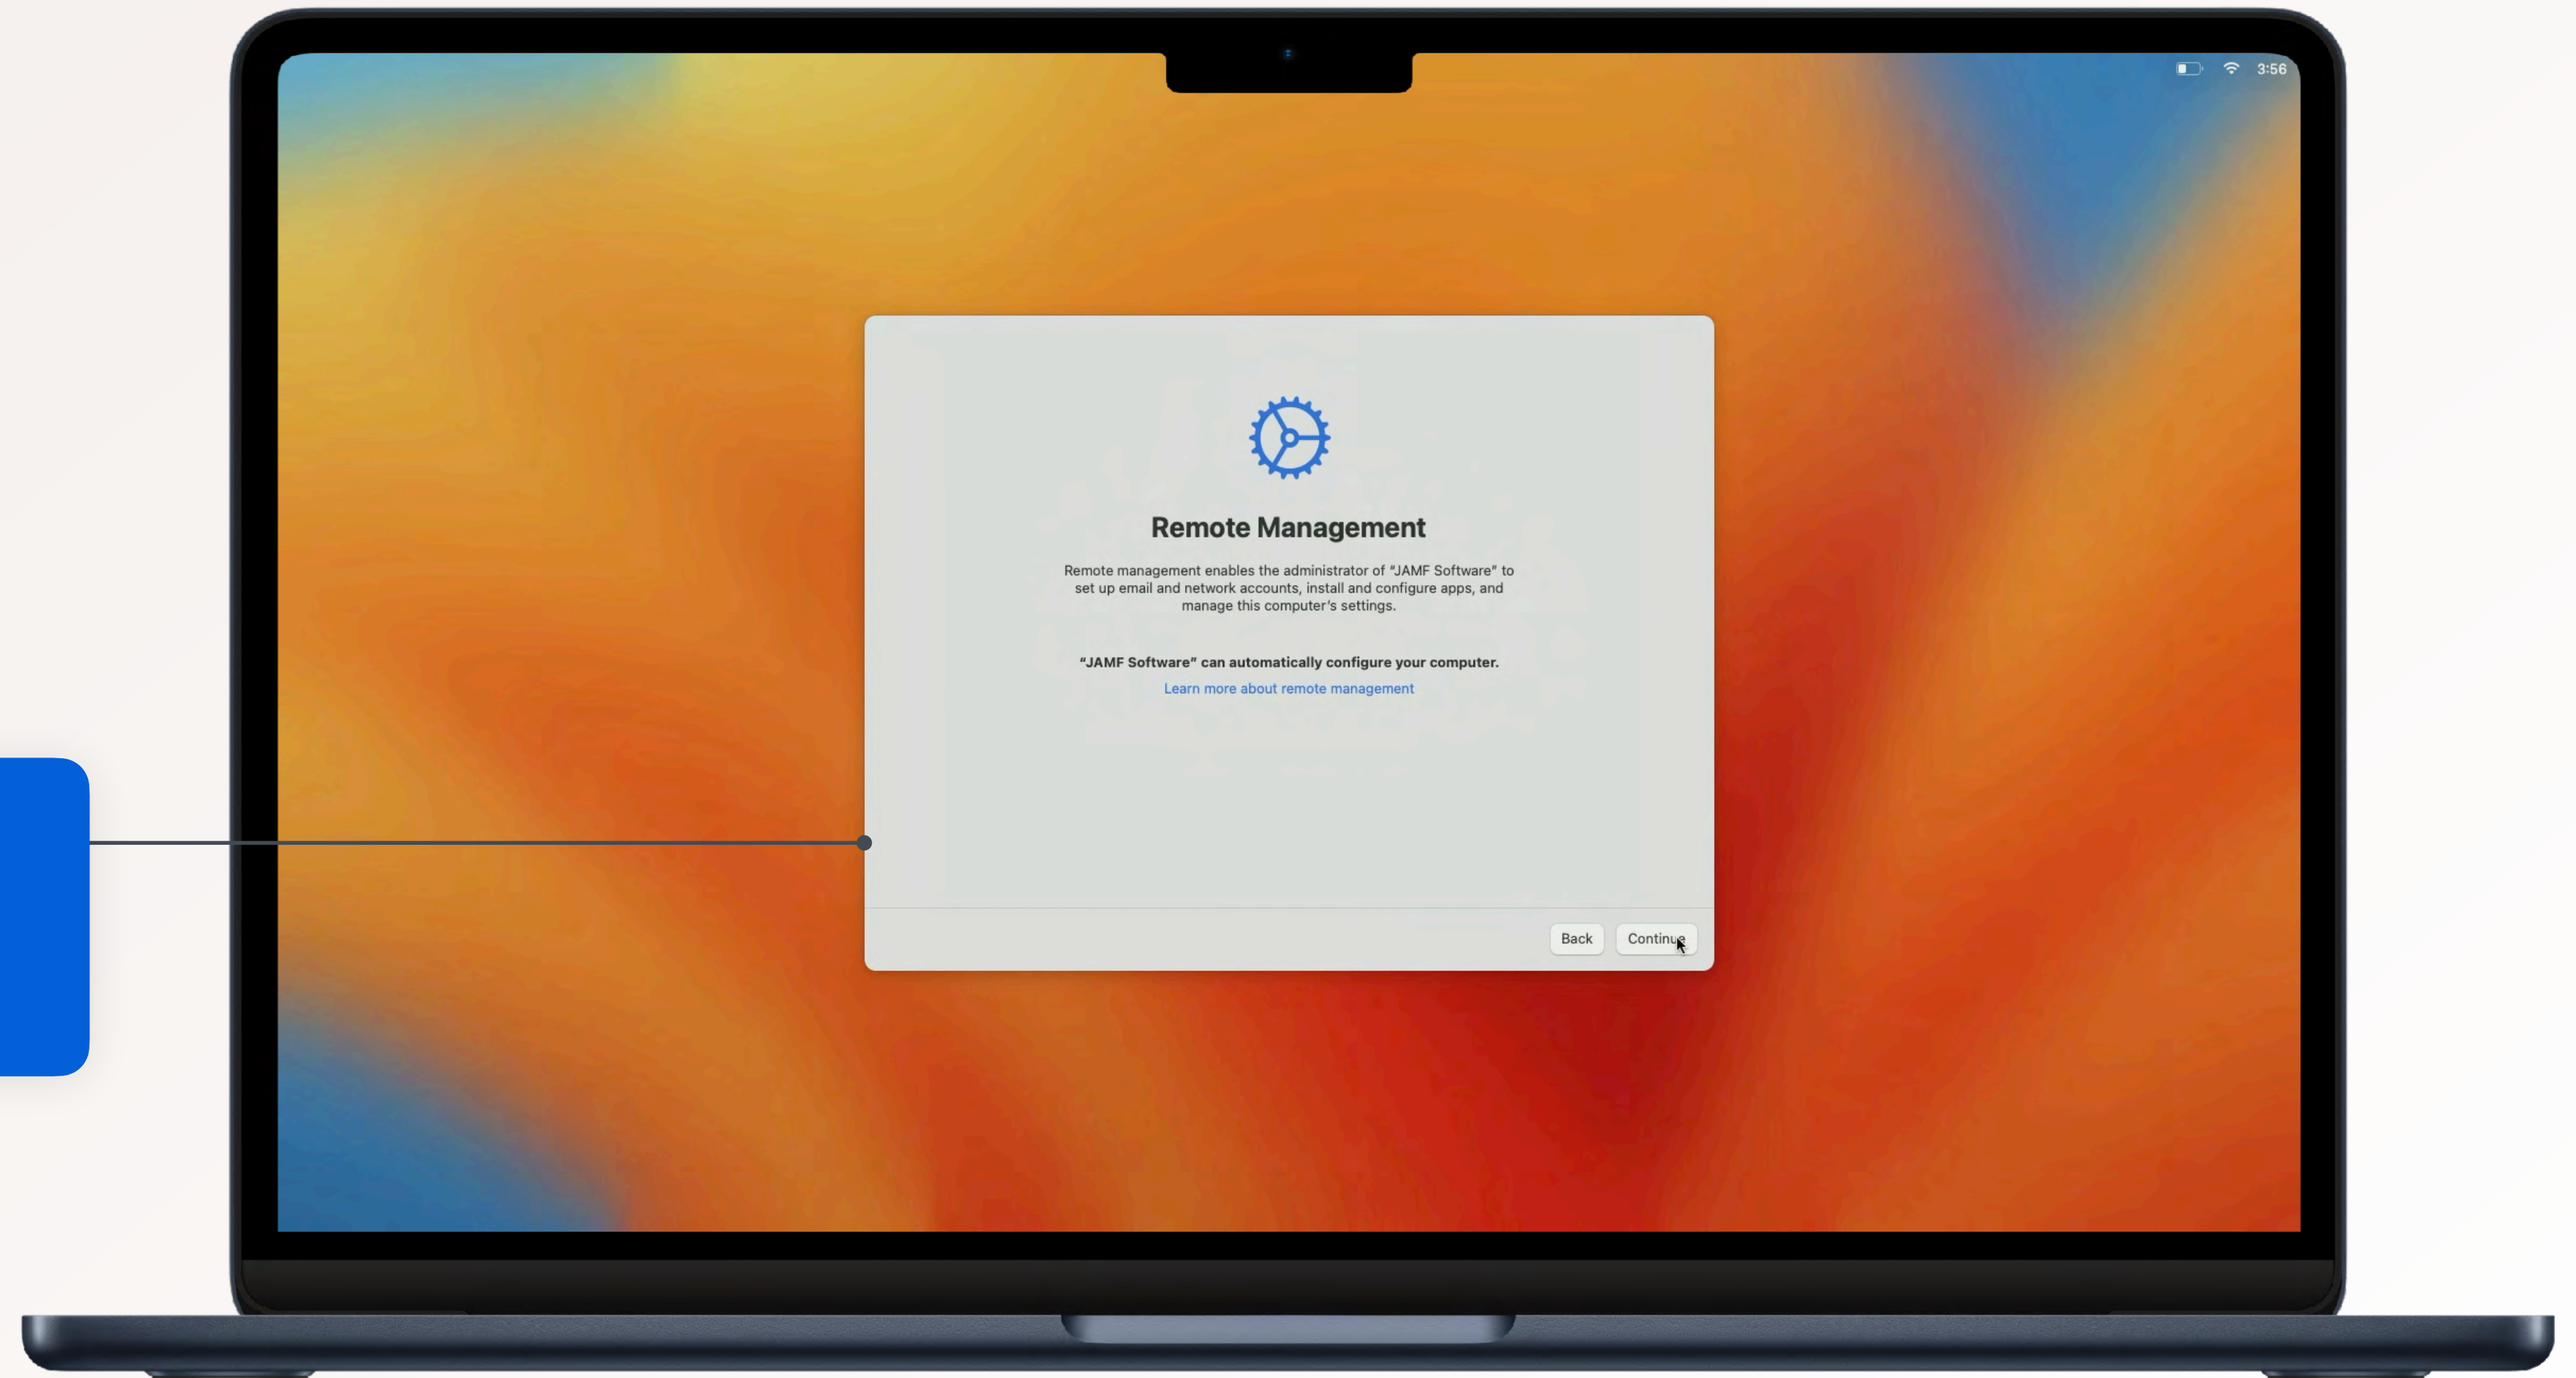 3:56
Remote Management
Remote management enables the administrator of “JAMF Software” to
set up email and network accounts, install and configure apps, and
manage this computer’s settings.
“JAMF Software” can automatically configure your computer.
Learn more about remote management
Back Continue